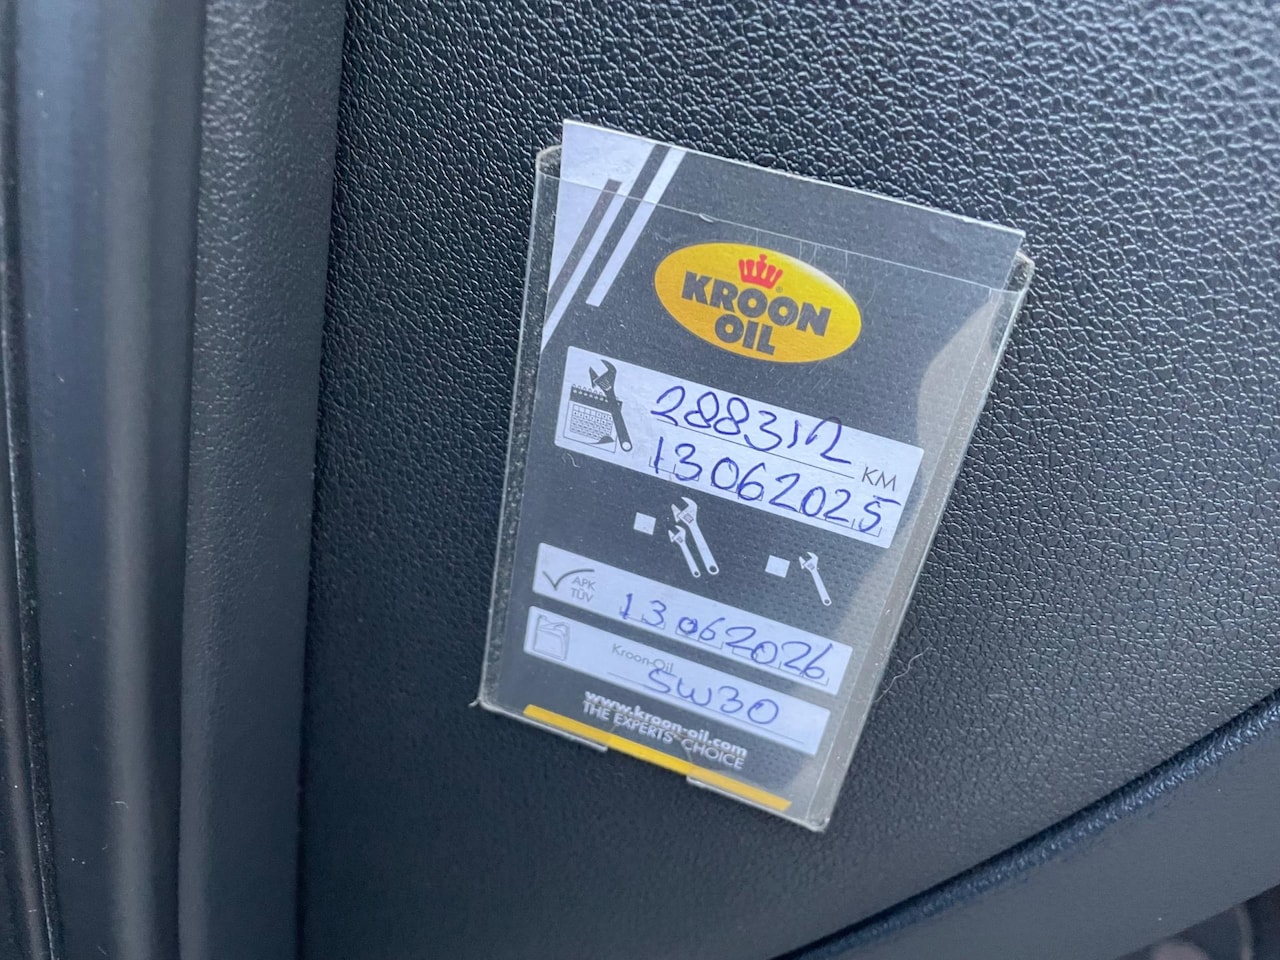 KROON
OIL
288312 KM
13062025
APK
TÜV
13062026
Kroon-Oil
5W30
www.kroon-oil.com
THE EXPERTS' CHOICE